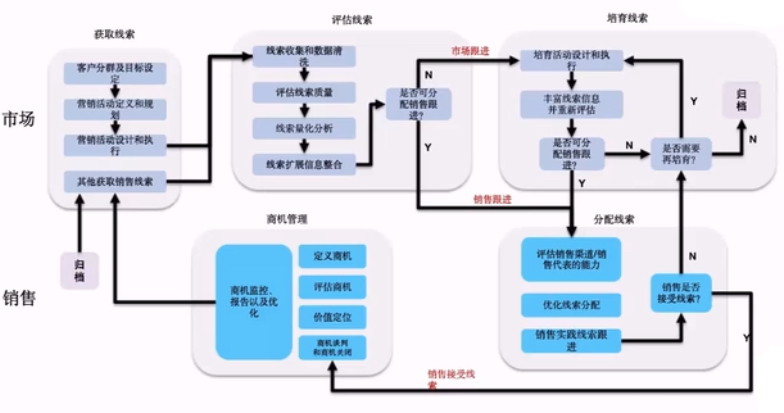 获取线索
评估线索
培育线索
市场
客户分群及目标设
定
营销活动定义和规
划
营销活动设计和执
行
其他获取销售线索
线索收集和数据清
洗
评估线索质量
线索量化分析
线索扩展信息整合
是否可分
配销售跟
进?
N
Y
市场跟进
销售跟进
培育活动设计和执
行
丰富线索信息
并重新评估
是否可分
配销售跟
进?
N
Y
是否需要
再培育?
Y
N
归
档
销售
归
档
商机管理
商机监控、
报告以及优
化
定义商机
评估商机
价值定位
商机谈判
和商机关闭
分配线索
评估销售渠道/销
售代表的能力
优化线索分配
销售实践线索跟
进
销售是否
接受线索?
N
Y
销售接受线
索